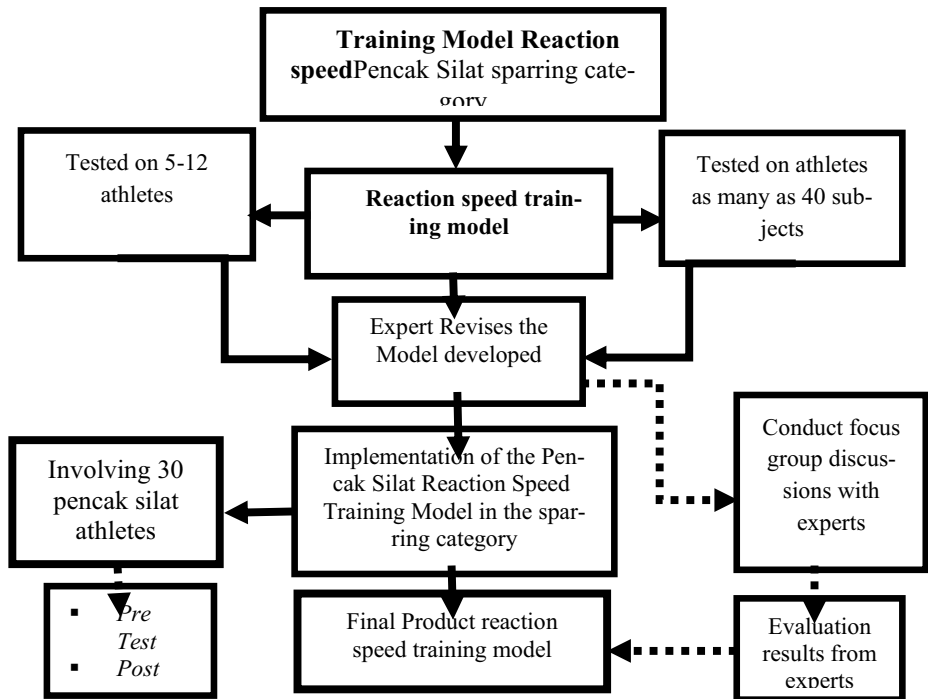 Training Model Reaction
speedPencak Silat sparring cate-
gory
Tested on 5-12
athletes
Reaction speed train-
ing model
Tested on athletes
as many as 40 sub-
jects
Expert Revises the
Model developed
Involving 30
pencak silat
athletes
Implementation of the Pen-
cak Silat Reaction Speed
Training Model in the spar-
ring category
Conduct focus
group discus-
sions with
experts
▪ Pre
Test
▪ Post
Final Product reaction
speed training model
Evaluation
results from
experts